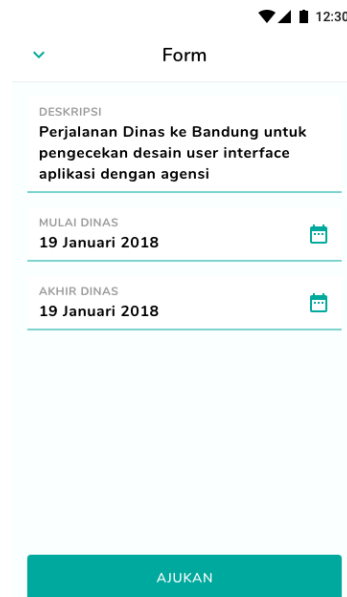 12:30
Form
DESKRIPSI
Perjalanan Dinas ke Bandung untuk
pengecekan desain user interface
aplikasi dengan agensi
MULAI DINAS
19 Januari 2018
AKHIR DINAS
19 Januari 2018
AJUKAN